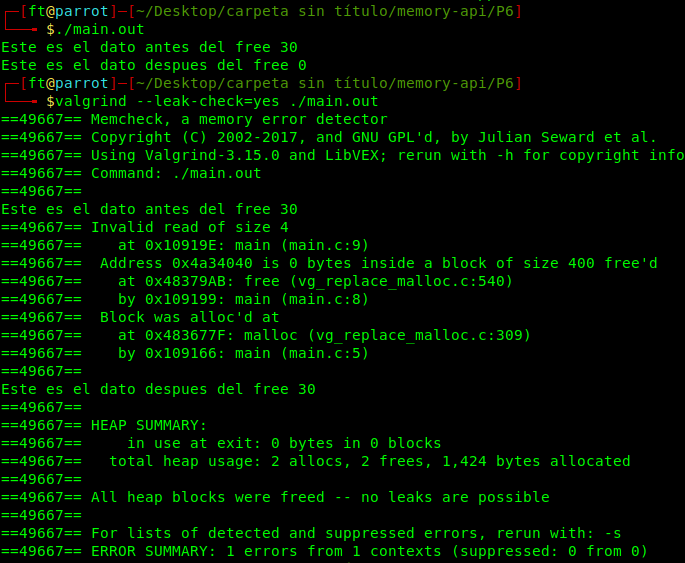 ┌─[ft@parrot]─[~/Desktop/carpeta sin título/memory-api/P6]
└──╼ $./main.out
Este es el dato antes del free 30
Este es el dato despues del free 0
┌─[ft@parrot]─[~/Desktop/carpeta sin título/memory-api/P6]
└──╼ $valgrind --leak-check=yes ./main.out
==49667== Memcheck, a memory error detector
==49667== Copyright (C) 2002-2017, and GNU GPL'd, by Julian Seward et al.
==49667== Using Valgrind-3.15.0 and LibVEX; rerun with -h for copyright info
==49667== Command: ./main.out
==49667==
Este es el dato antes del free 30
==49667== Invalid read of size 4
==49667==    at 0x10919E: main (main.c:9)
==49667==  Address 0x4a34040 is 0 bytes inside a block of size 400 free'd
==49667==    at 0x48379AB: free (vg_replace_malloc.c:540)
==49667==    by 0x109199: main (main.c:8)
==49667==  Block was alloc'd at
==49667==    at 0x483677F: malloc (vg_replace_malloc.c:309)
==49667==    by 0x109166: main (main.c:5)
==49667==
Este es el dato despues del free 30
==49667==
==49667== HEAP SUMMARY:
==49667==     in use at exit: 0 bytes in 0 blocks
==49667==   total heap usage: 2 allocs, 2 frees, 1,424 bytes allocated
==49667==
==49667== All heap blocks were freed -- no leaks are possible
==49667==
==49667== For lists of detected and suppressed errors, rerun with: -s
==49667== ERROR SUMMARY: 1 errors from 1 contexts (suppressed: 0 from 0)